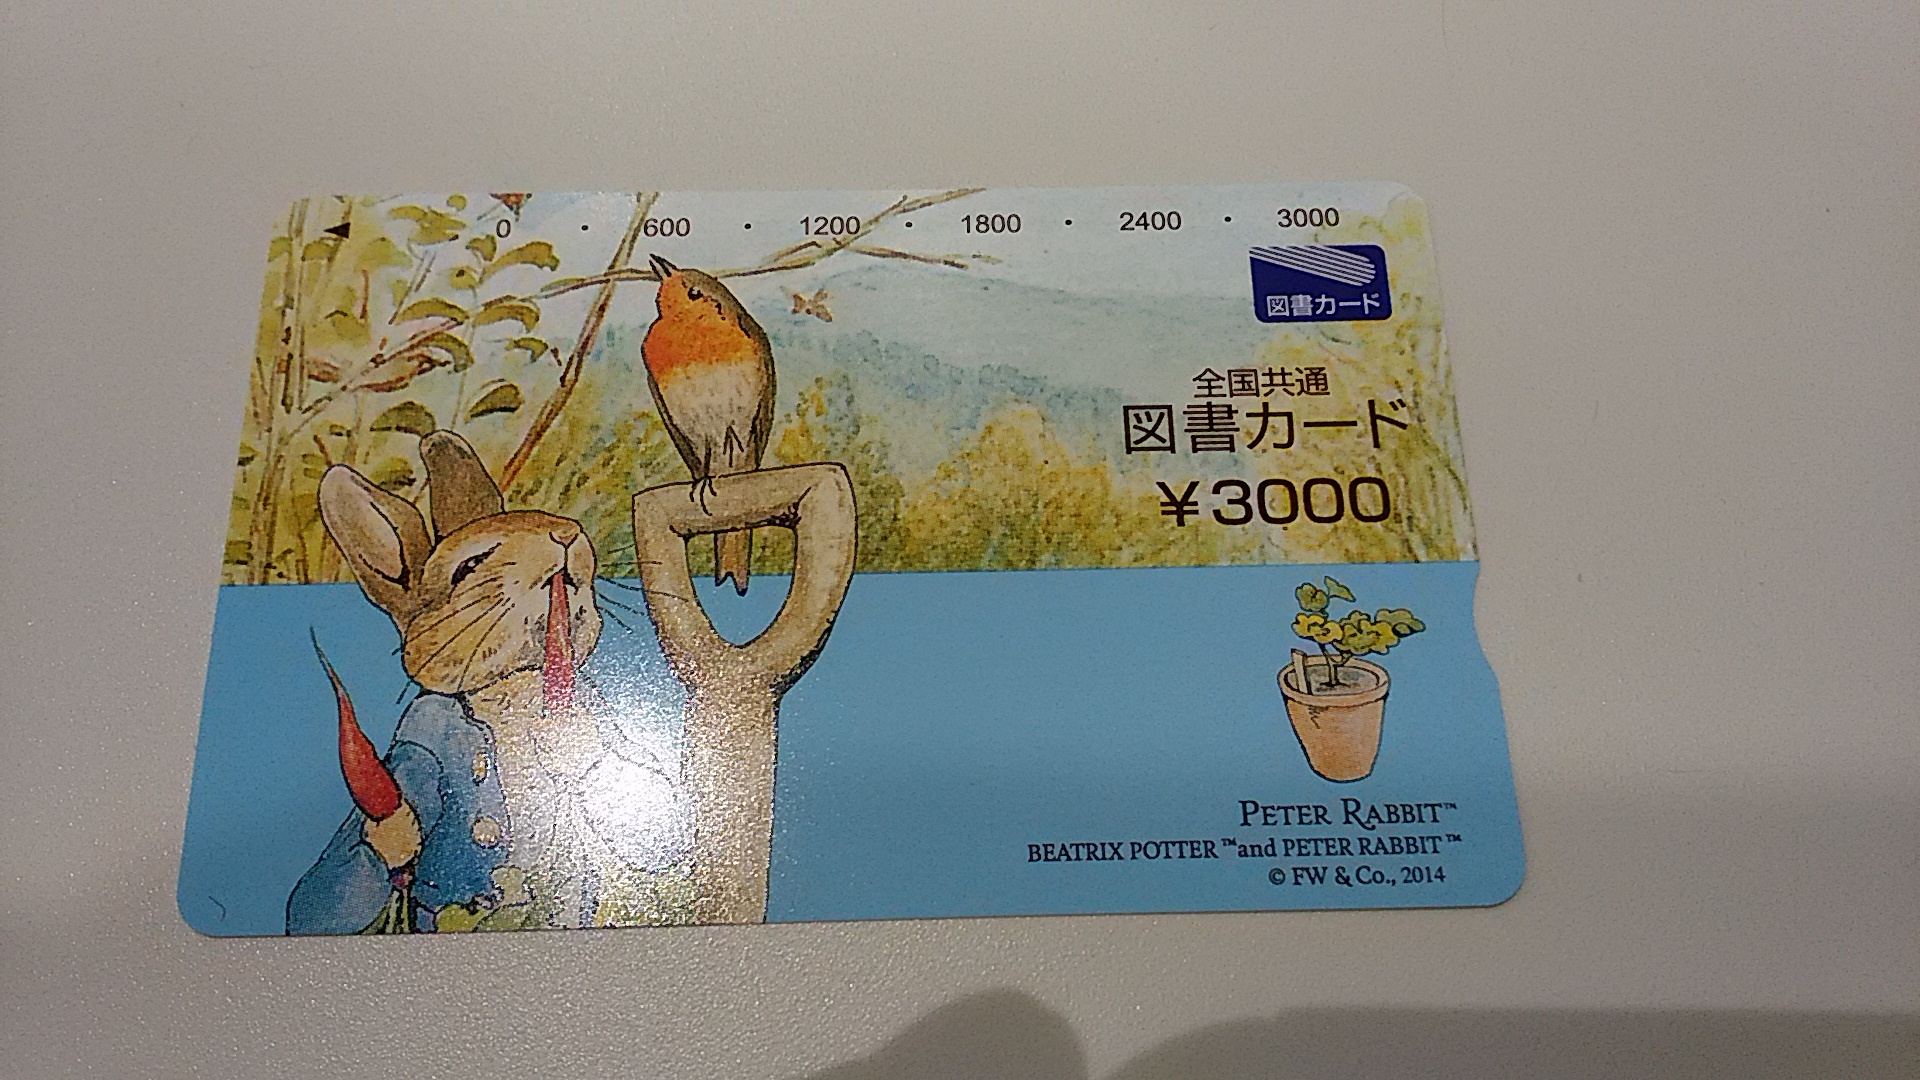 0 ・ 600 ・ 1200 ・ 1800 ・ 2400 ・ 3000
図書カード
全国共通
図書カード
¥3000
PETER RABBIT™
BEATRIX POTTER™and PETER RABBIT™
© FW & Co., 2014